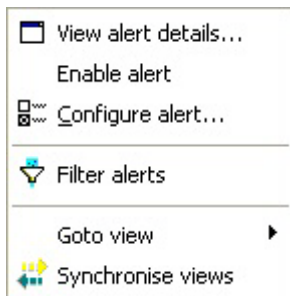 View alert details...
Enable alert
Configure alert...
Filter alerts
Goto view
Synchronise views